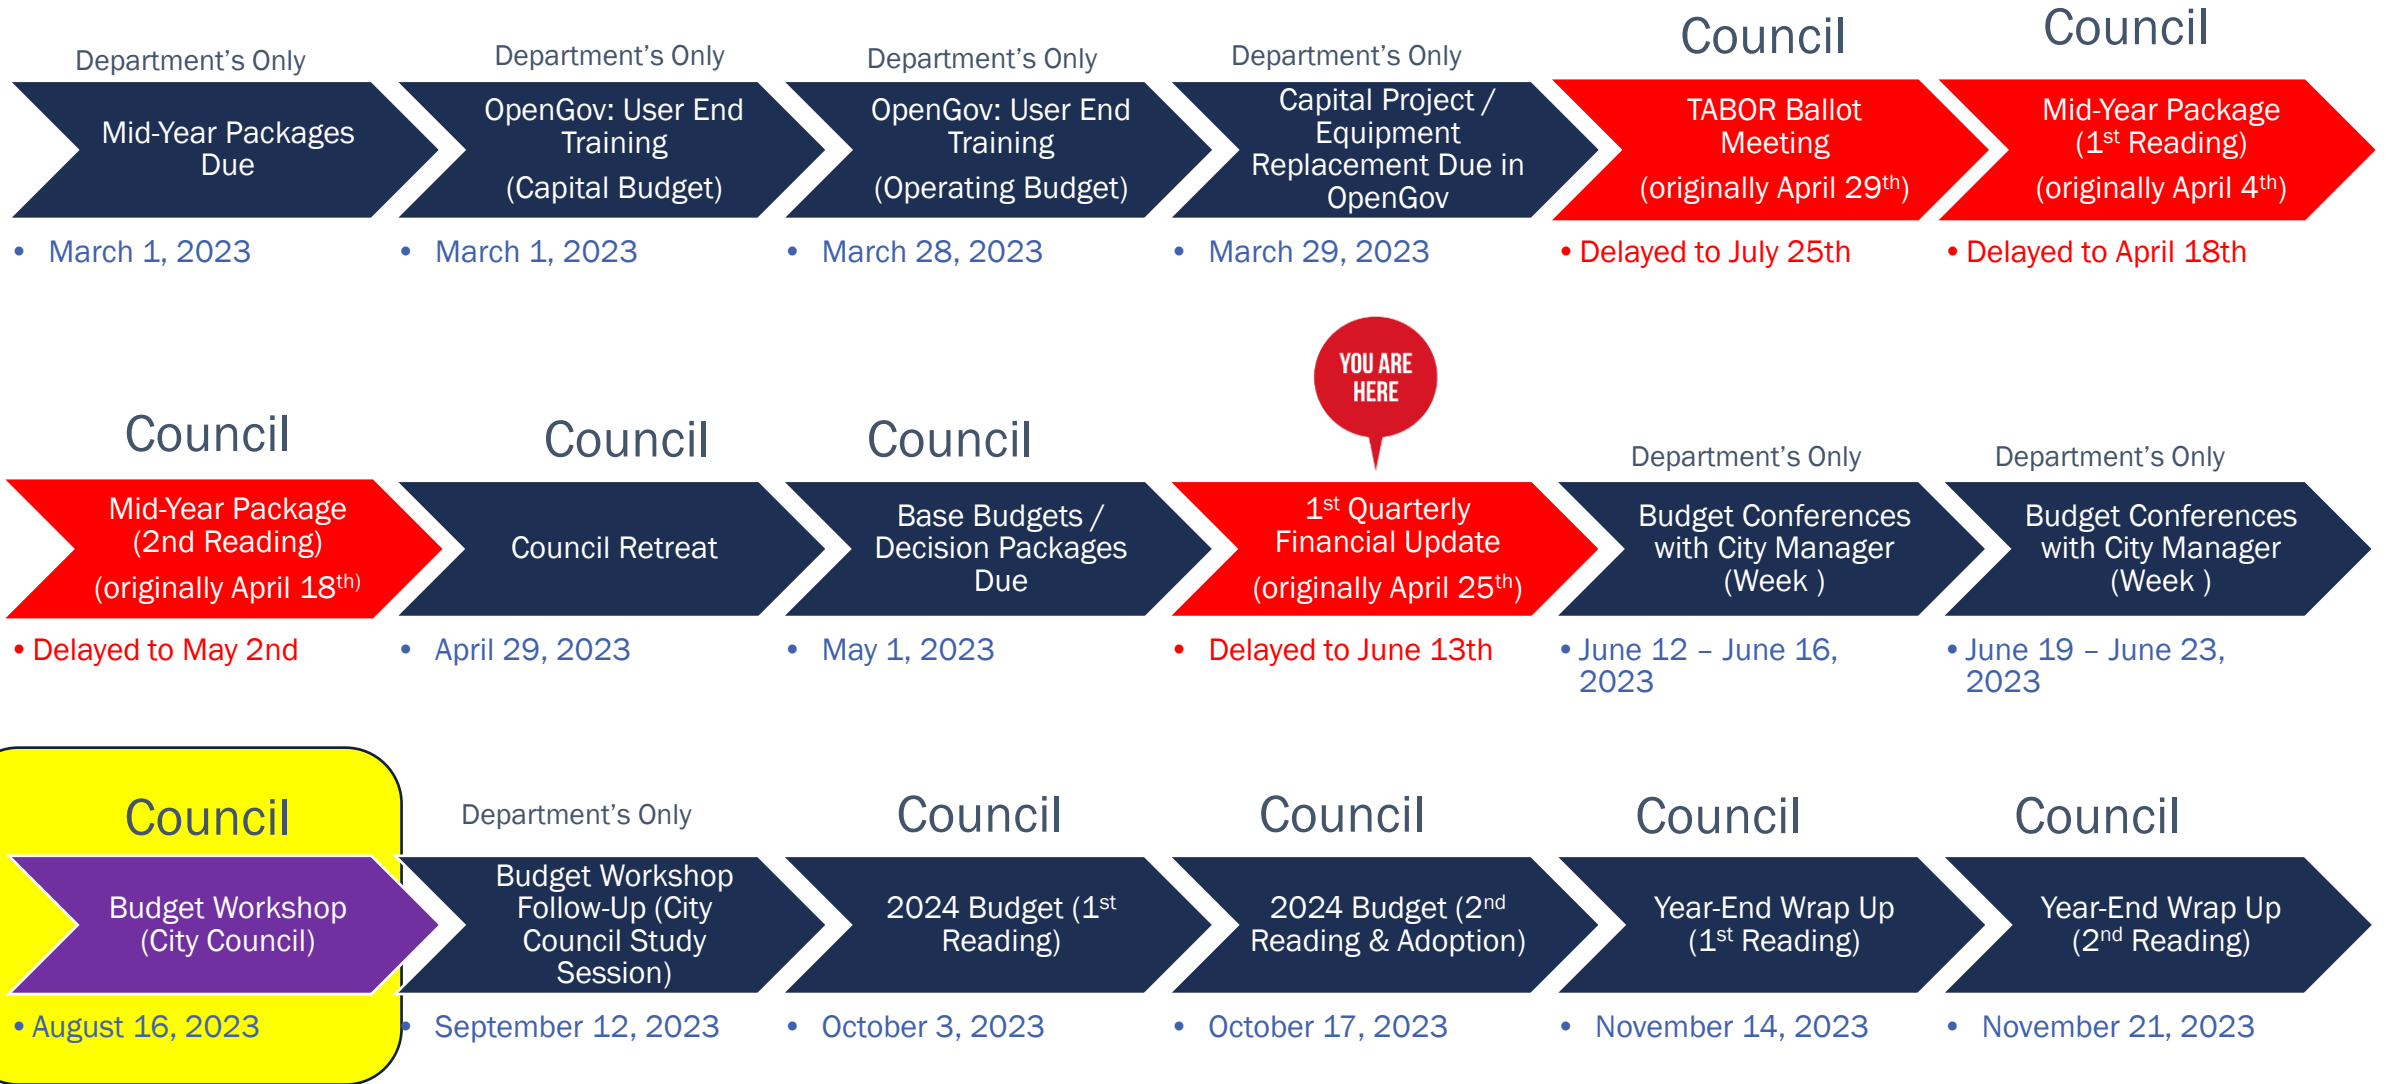 Department's Only
Mid-Year Packages
Due
• March 1, 2023
Department's Only
OpenGov: User End
Training
(Capital Budget)
• March 1, 2023
Department's Only
OpenGov: User End
Training
(Operating Budget)
• March 28, 2023
Department's Only
Capital Project /
Equipment
Replacement Due in
OpenGov
• March 29, 2023
Council
TABOR Ballot
Meeting
(originally April 29th)
• Delayed to July 25th
Council
Mid-Year Package
(1st Reading)
(originally April 4th)
• Delayed to April 18th
Council
Mid-Year Package
(2nd Reading)
(originally April 18th)
• Delayed to May 2nd
Council
Council Retreat
• April 29, 2023
Council
Base Budgets /
Decision Packages
Due
• May 1, 2023
YOU ARE
HERE
1st Quarterly
Financial Update
(originally April 25th)
• Delayed to June 13th
Department's Only
Budget Conferences
with City Manager
(Week )
• June 12 – June 16,
2023
Department's Only
Budget Conferences
with City Manager
(Week )
• June 19 – June 23,
2023
Council
Budget Workshop
(City Council)
• August 16, 2023
Department's Only
Budget Workshop
Follow-Up (City
Council Study
Session)
• September 12, 2023
Council
2024 Budget (1st
Reading)
• October 3, 2023
Council
2024 Budget (2nd
Reading & Adoption)
• October 17, 2023
Council
Year-End Wrap Up
(1st Reading)
• November 14, 2023
Council
Year-End Wrap Up
(2nd Reading)
• November 21, 2023